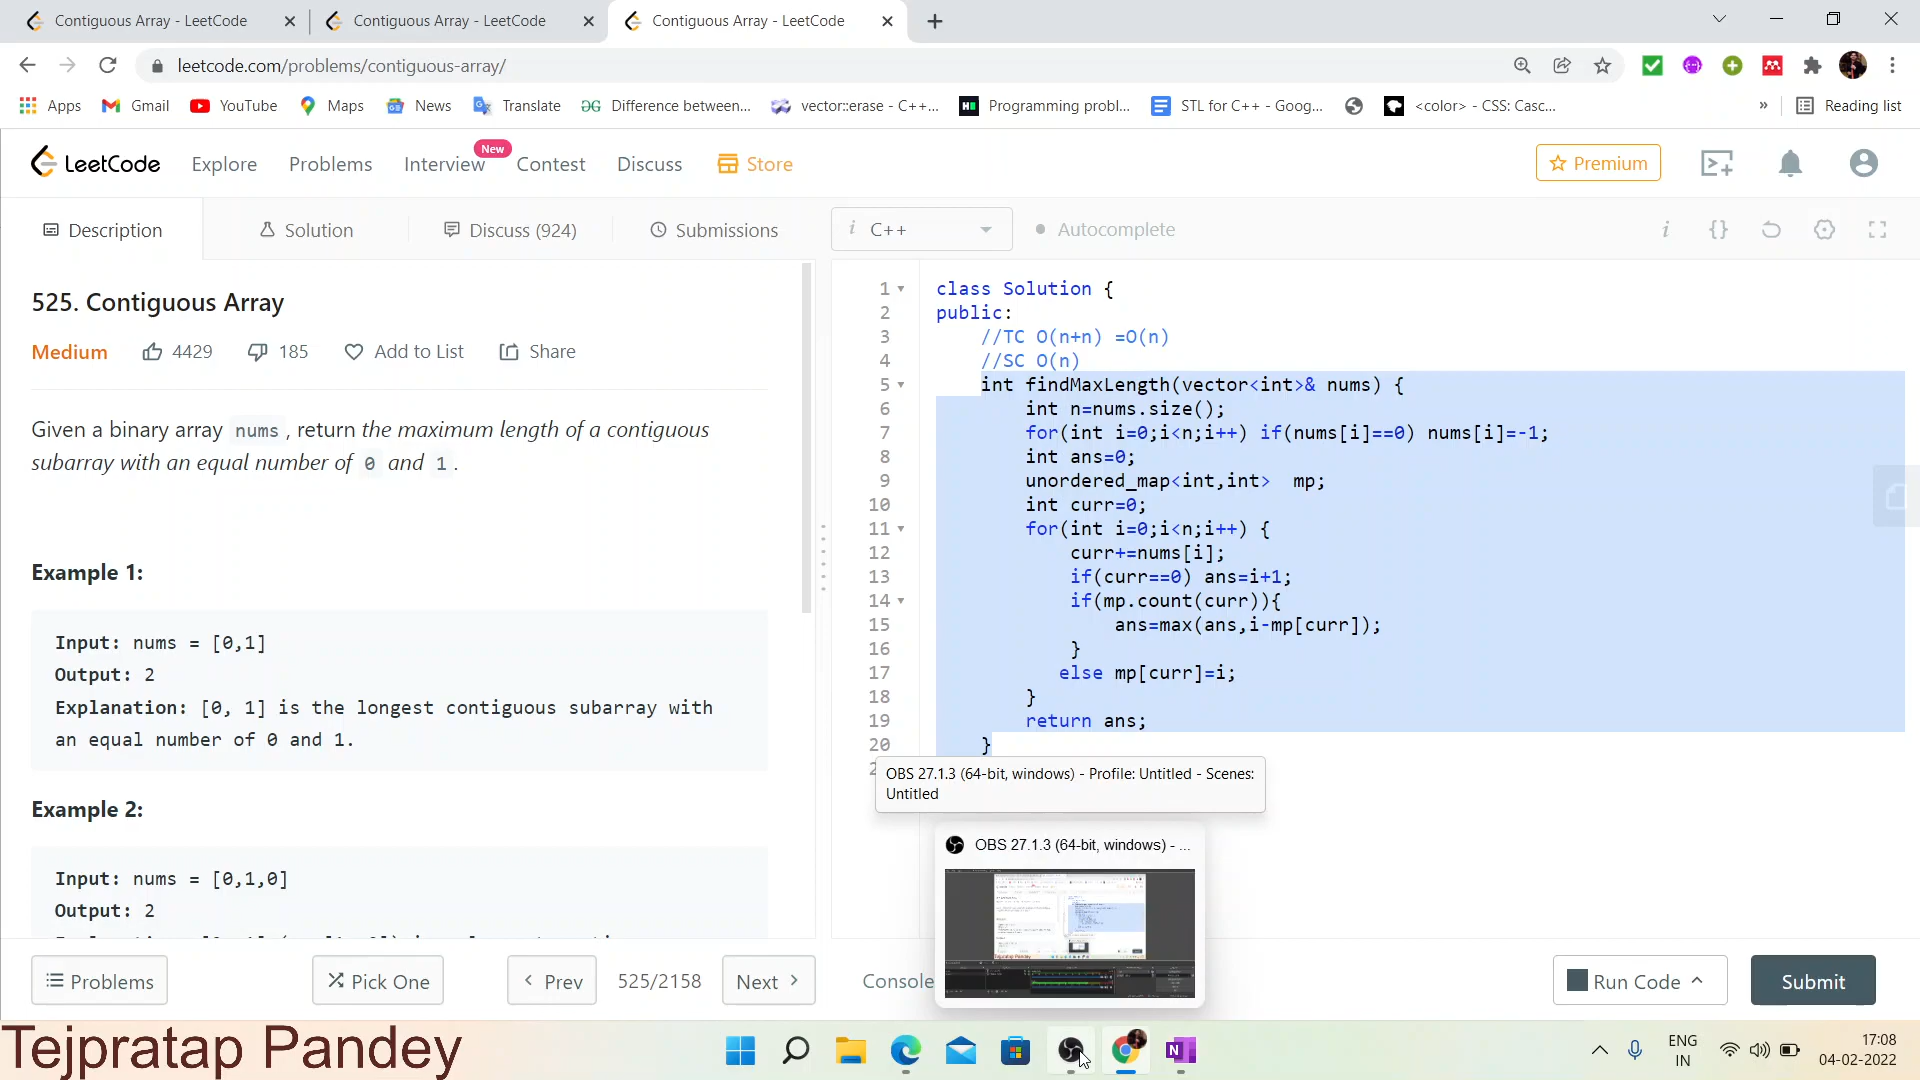 Contiguous Array - LeetCode
Contiguous Array - LeetCode
Contiguous Array - LeetCode
leetcode.com/problems/contiguous-array/
Apps
Gmail
YouTube
Maps
News
Translate
Difference between...
vector::erase - C++...
Programming probl...
STL for C++ - Goog...
<color> - CSS: Casc...
»
Reading list
LeetCode
Explore
Problems
Interview
New
Contest
Discuss
Store
Premium
Description
Solution
Discuss (924)
Submissions
i C++
Autocomplete
525. Contiguous Array
Medium
4429
185
Add to List
Share
Given a binary array nums, return the maximum length of a contiguous
subarray with an equal number of 0 and 1.
Example 1:
Input: nums = [0,1]
Output: 2
Explanation: [0, 1] is the longest contiguous subarray with
an equal number of 0 and 1.
Example 2:
Input: nums = [0,1,0]
Output: 2
1 class Solution {
2 public:
3 //TC O(n+n) =O(n)
4 //SC O(n)
5 int findMaxLength(vector<int>& nums) {
6 int n=nums.size();
7 for(int i=0;i<n;i++) if(nums[i]==0) nums[i]=-1;
8 int ans=0;
9 unordered_map<int,int>  mp;
10 int curr=0;
11 for(int i=0;i<n;i++) {
12 curr+=nums[i];
13 if(curr==0) ans=i+1;
14 if(mp.count(curr)){
15 ans=max(ans,i-mp[curr]);
16 }
17 else mp[curr]=i;
18 }
19 return ans;
20 }
OBS 27.1.3 (64-bit, windows) - Profile: Untitled - Scenes:
Untitled
OBS 27.1.3 (64-bit, windows) - ...
Problems
Pick One
Prev
525/2158
Next
Console
Run Code
Submit
Tejpratap Pandey
ENG
IN
17:08
04-02-2022